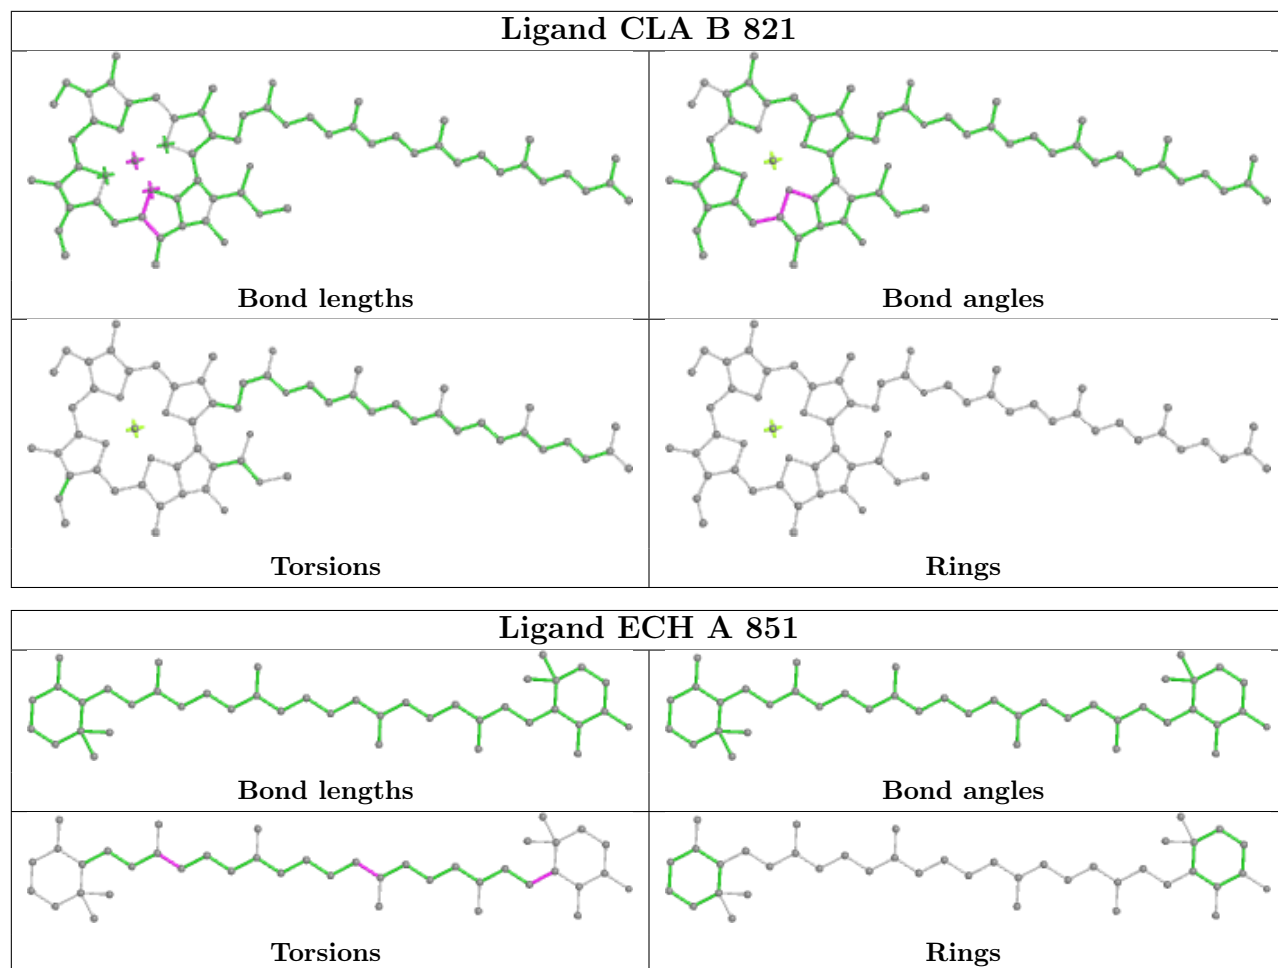 Ligand CLA B 821
Bond lengths
Bond angles
Torsions
Rings
Ligand ECH A 851
Bond lengths
Bond angles
Torsions
Rings